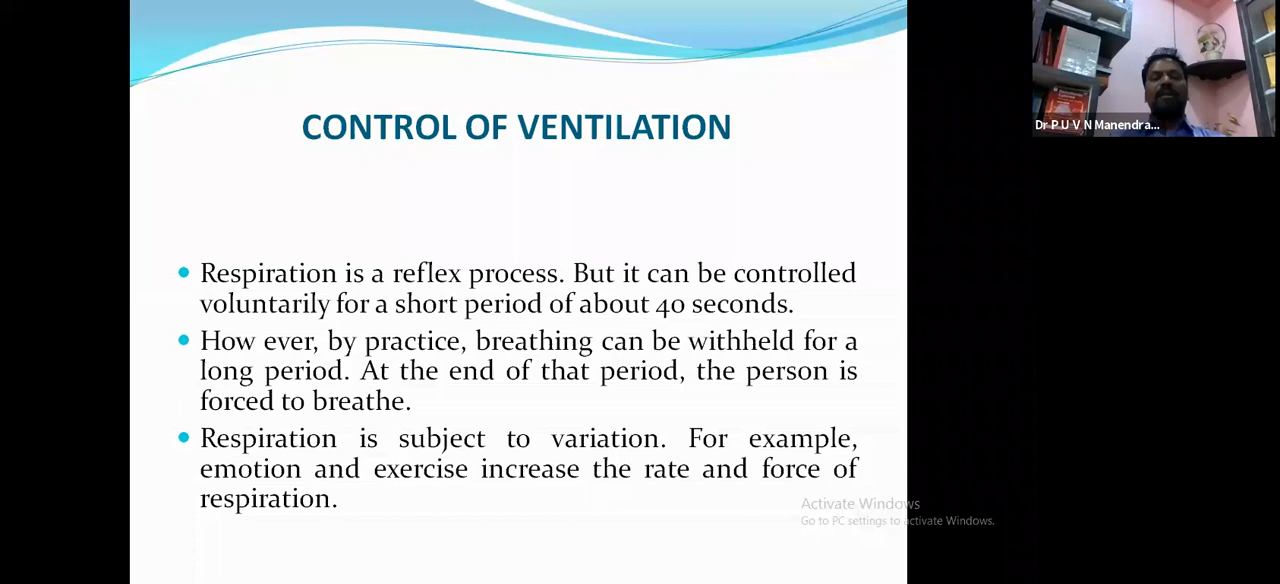 CONTROL OF VENTILATION
Respiration is a reflex process. But it can be controlled
voluntarily for a short period of about 40 seconds.
How ever, by practice, breathing can be withheld for a
long period. At the end of that period, the person is
forced to breathe.
Respiration is subject to variation. For example,
emotion and exercise increase the rate and force of
respiration.
Activate Windows
Go to PC settings to activate Windows.
Dr P U V N Manendra...